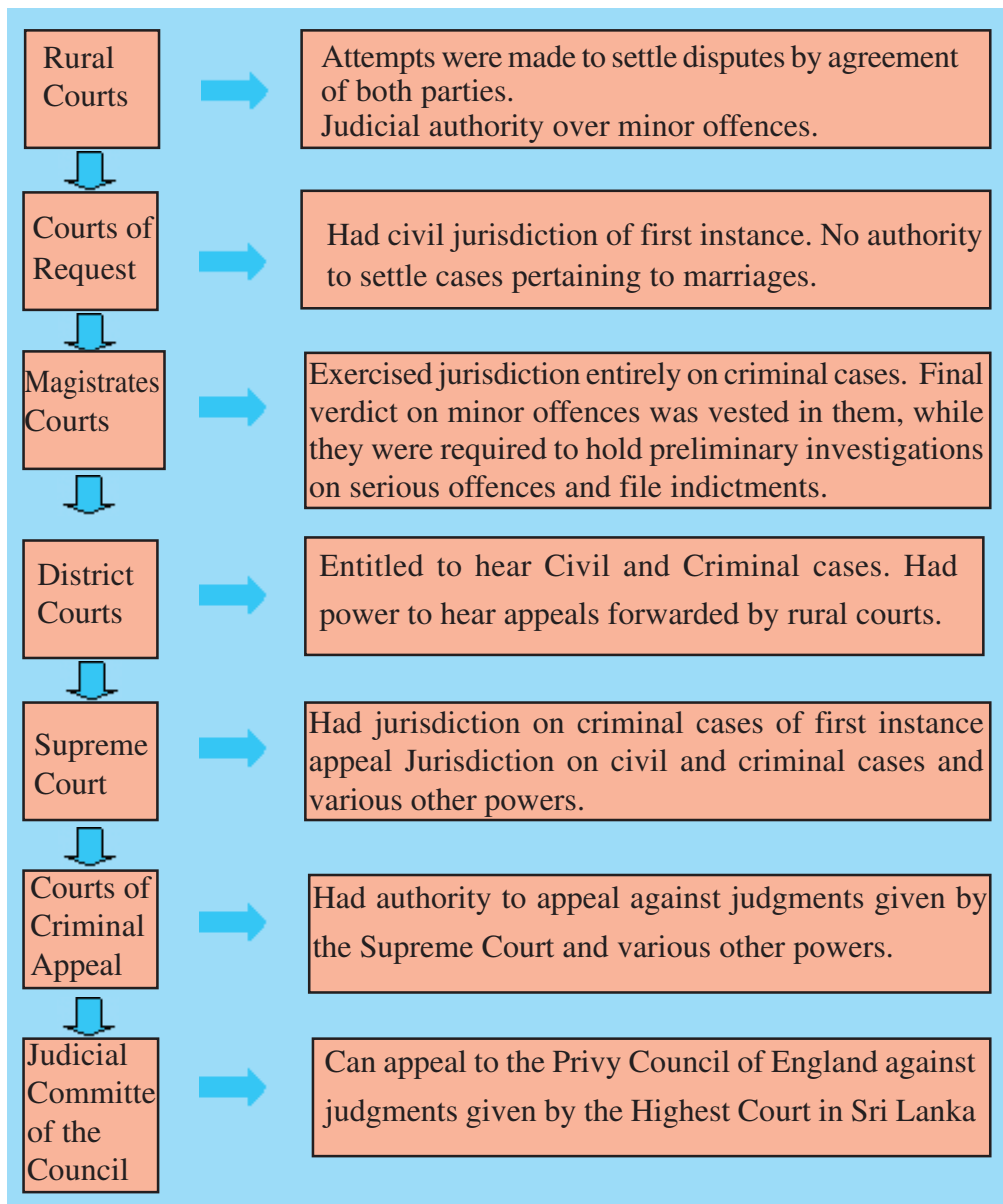 Rural
Courts
Attempts were made to settle disputes by agreement
of both parties.
Judicial authority over minor offences.
Courts of
Request
Had civil jurisdiction of first instance. No authority
to settle cases pertaining to marriages.
Magistrates
Courts
Exercised jurisdiction entirely on criminal cases. Final
verdict on minor offences was vested in them, while
they were required to hold preliminary investigations
on serious offences and file indictments.
District
Courts
Entitled to hear Civil and Criminal cases. Had
power to hear appeals forwarded by rural courts.
Supreme
Court
Had jurisdiction on criminal cases of first instance
appeal Jurisdiction on civil and criminal cases and
various other powers.
Courts of
Criminal
Appeal
Had authority to appeal against judgments given by
the Supreme Court and various other powers.
Judicial
Committe
of the
Council
Can appeal to the Privy Council of England against
judgments given by the Highest Court in Sri Lanka